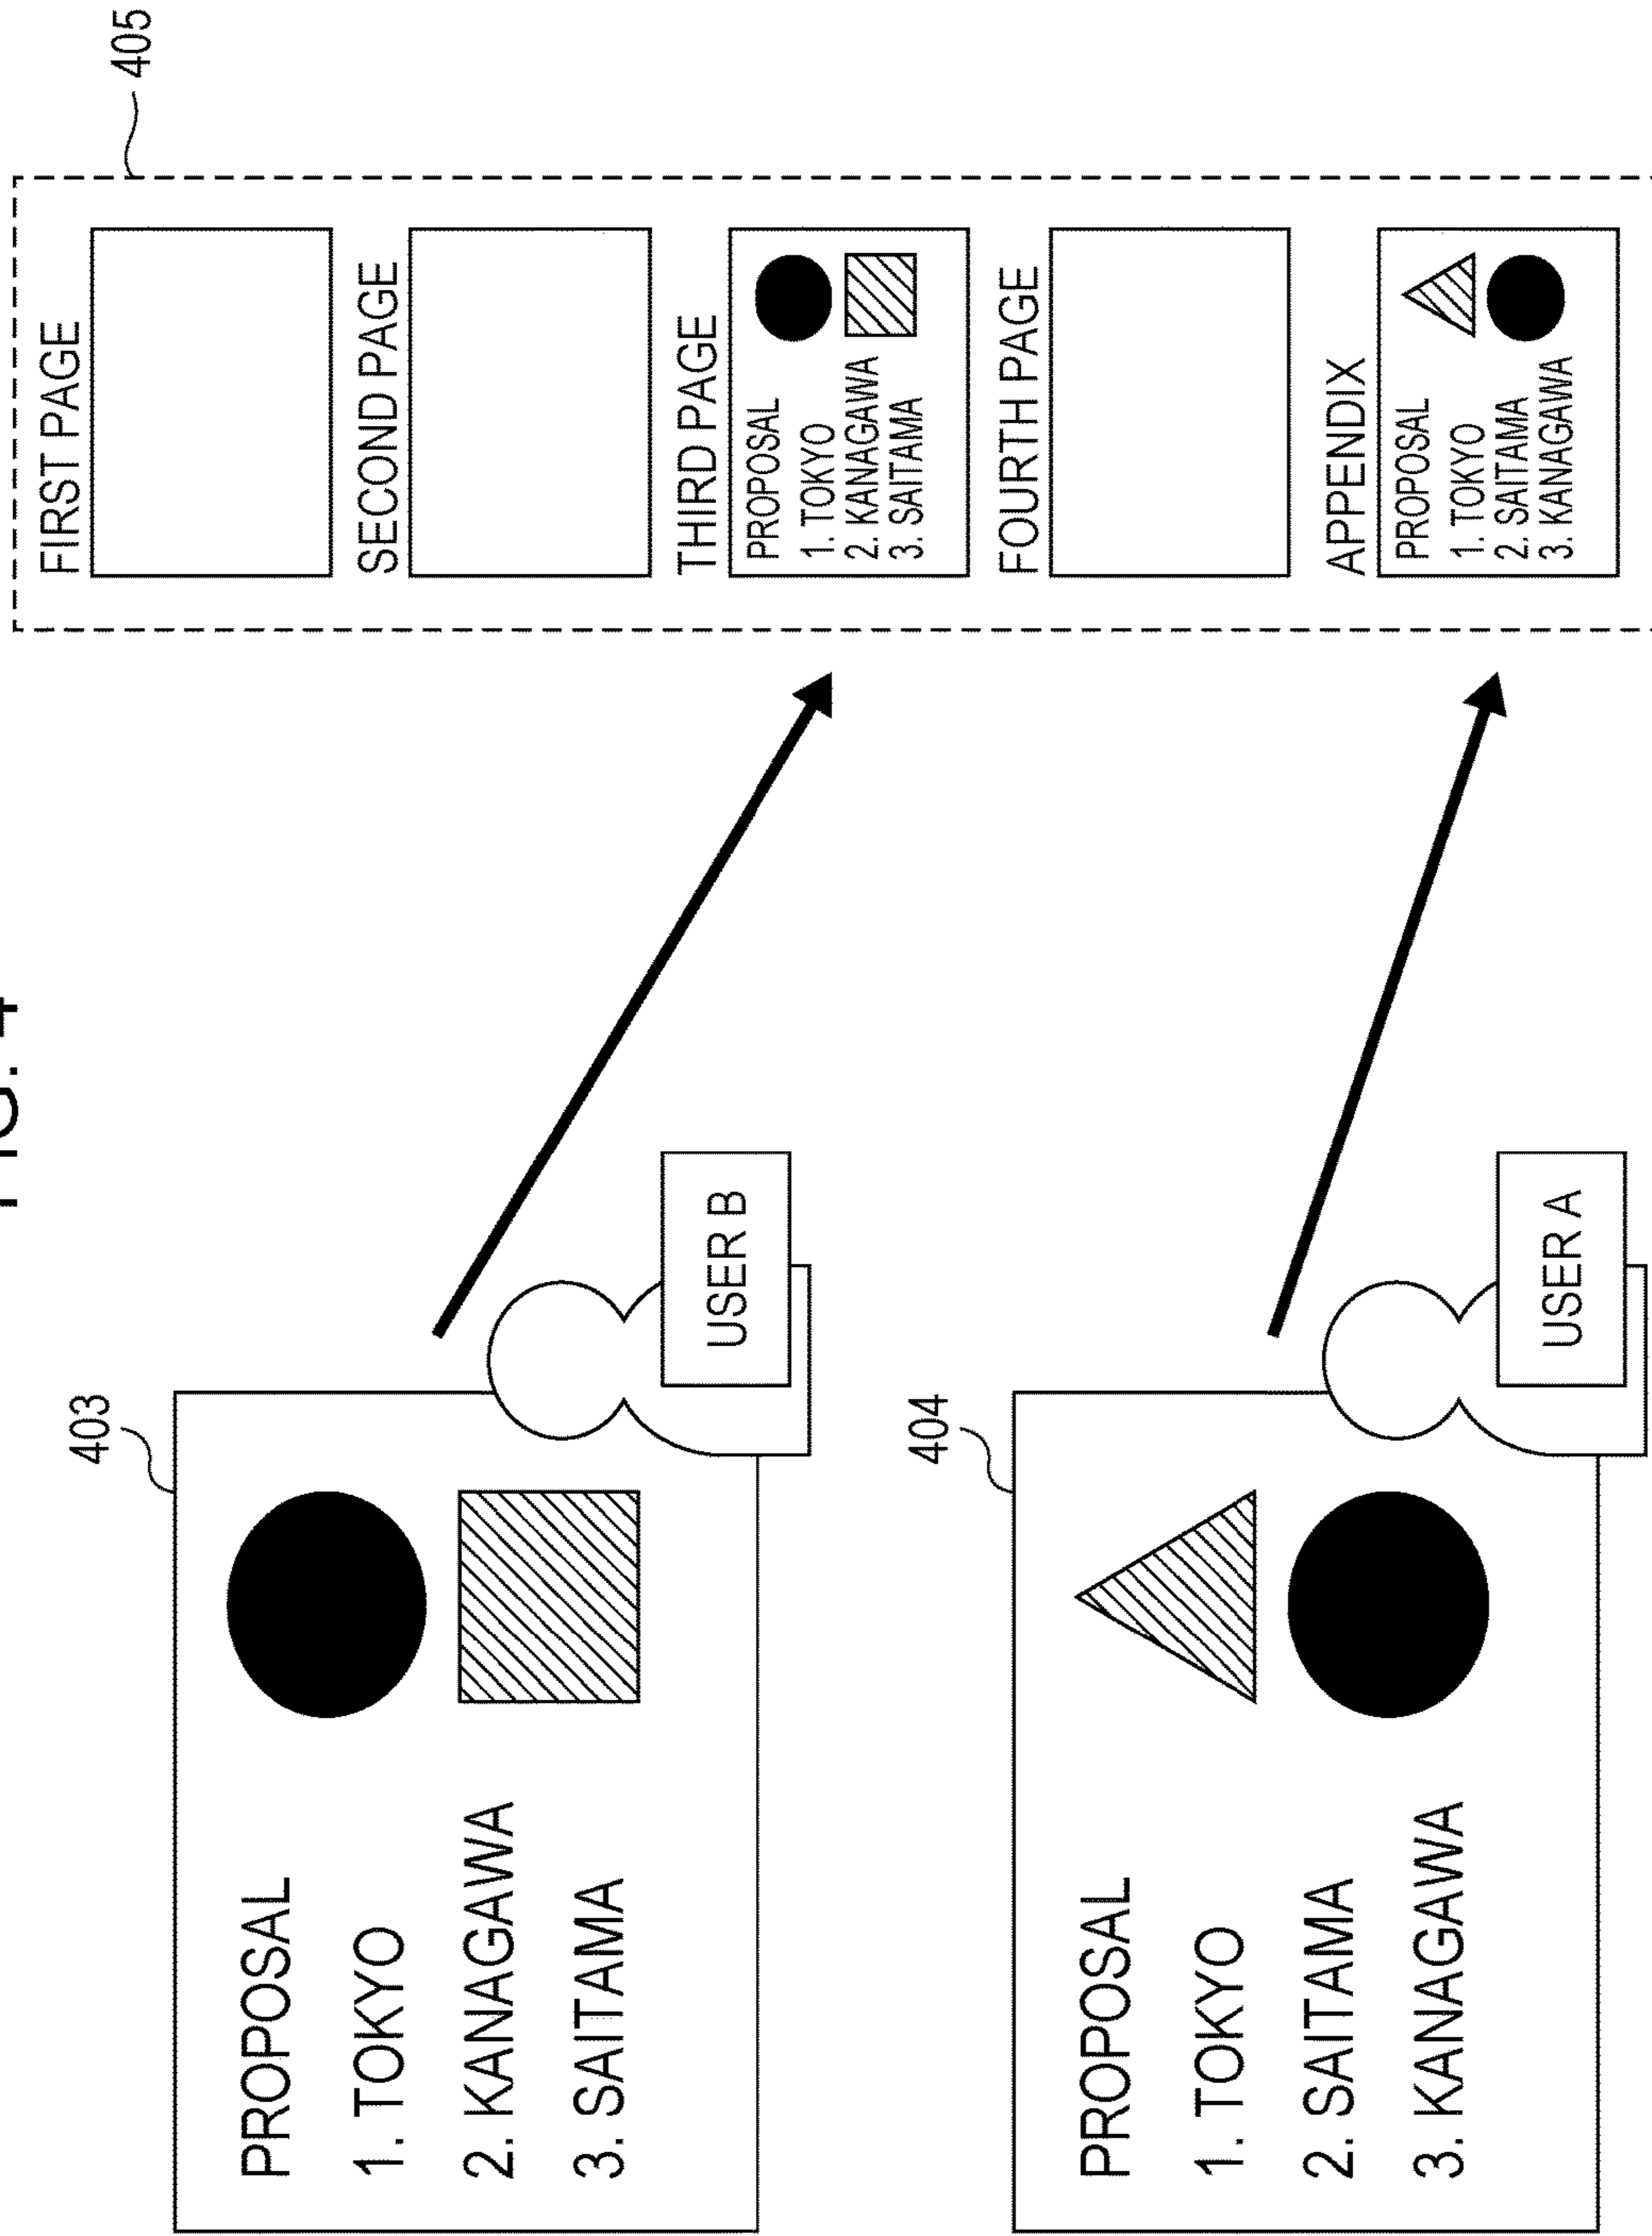 FIG. 4
403
PROPOSAL
1. TOKYO
2. KANAGAWA
3. SAITAMA
USER B
404
PROPOSAL
1. TOKYO
2. SAITAMA
3. KANAGAWA
USER A
405
FIRST PAGE
SECOND PAGE
THIRD PAGE
PROPOSAL
1. TOKYO
2. KANAGAWA
3. SAITAMA
FOURTH PAGE
APPENDIX
PROPOSAL
1. TOKYO
2. SAITAMA
3. KANAGAWA